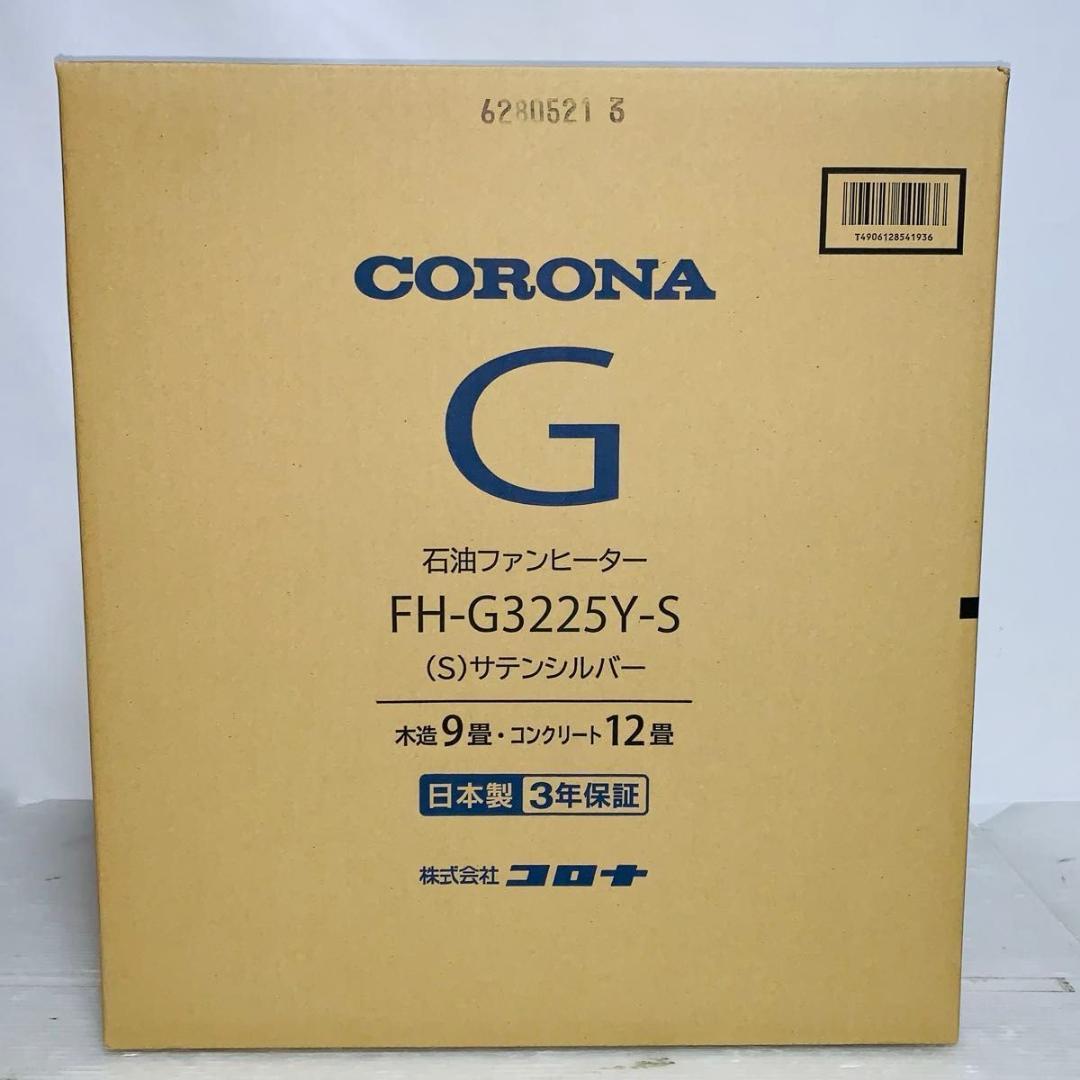 6280521 3
T4906128541936
CORONA
G
石油ファンヒーター
FH-G3225Y-S
(S)サテンシルバー
木造9畳・コンクリート12畳
日本製 3年保証
株式会社 コロナ